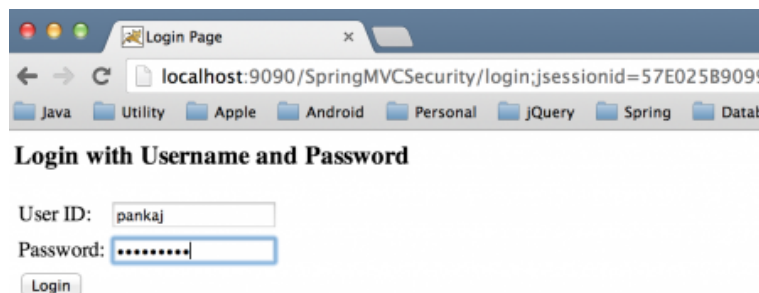 Login Page
localhost:9090/SpringMVCSecurity/login;jsessionid=57E025B909
Java Utility Apple Android Personal jQuery Spring Datab
Login with Username and Password
User ID: pankaj
Password: •••••••••
Login